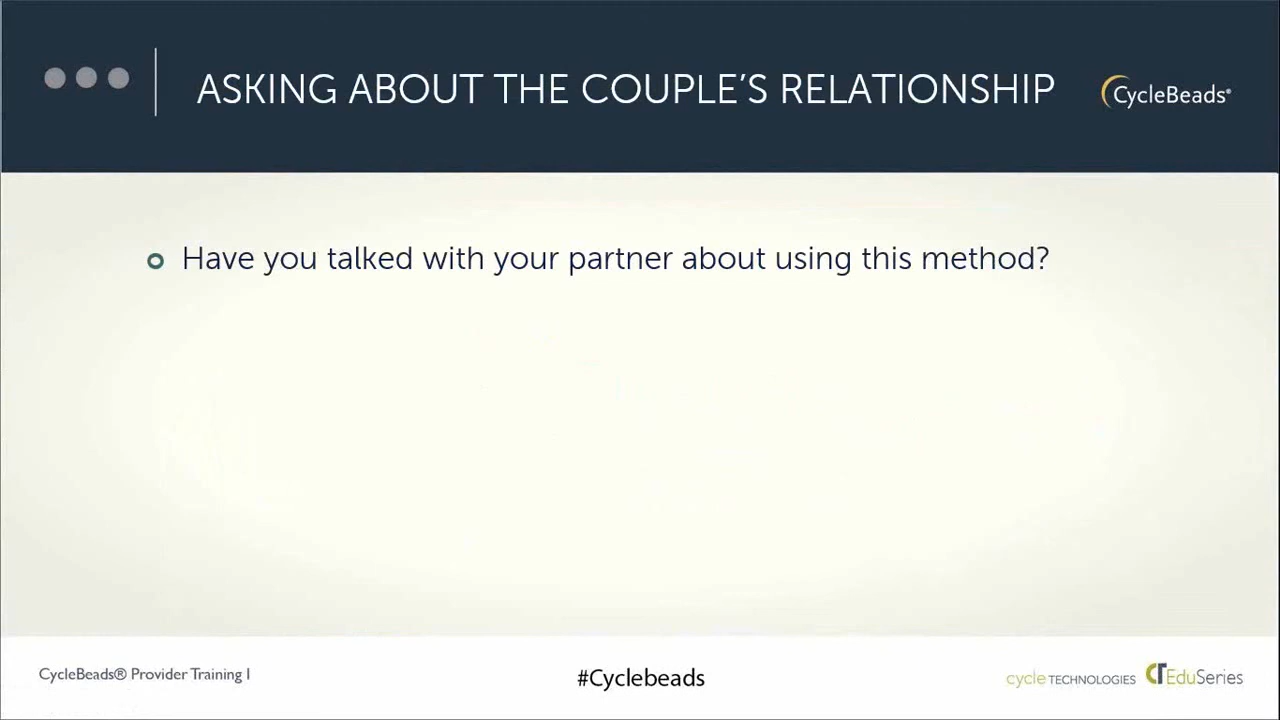 ASKING ABOUT THE COUPLE'S RELATIONSHIP
CycleBeads®
Have you talked with your partner about using this method?
CycleBeads® Provider Training I
#Cyclebeads
cycle TECHNOLOGIES
CT EduSeries